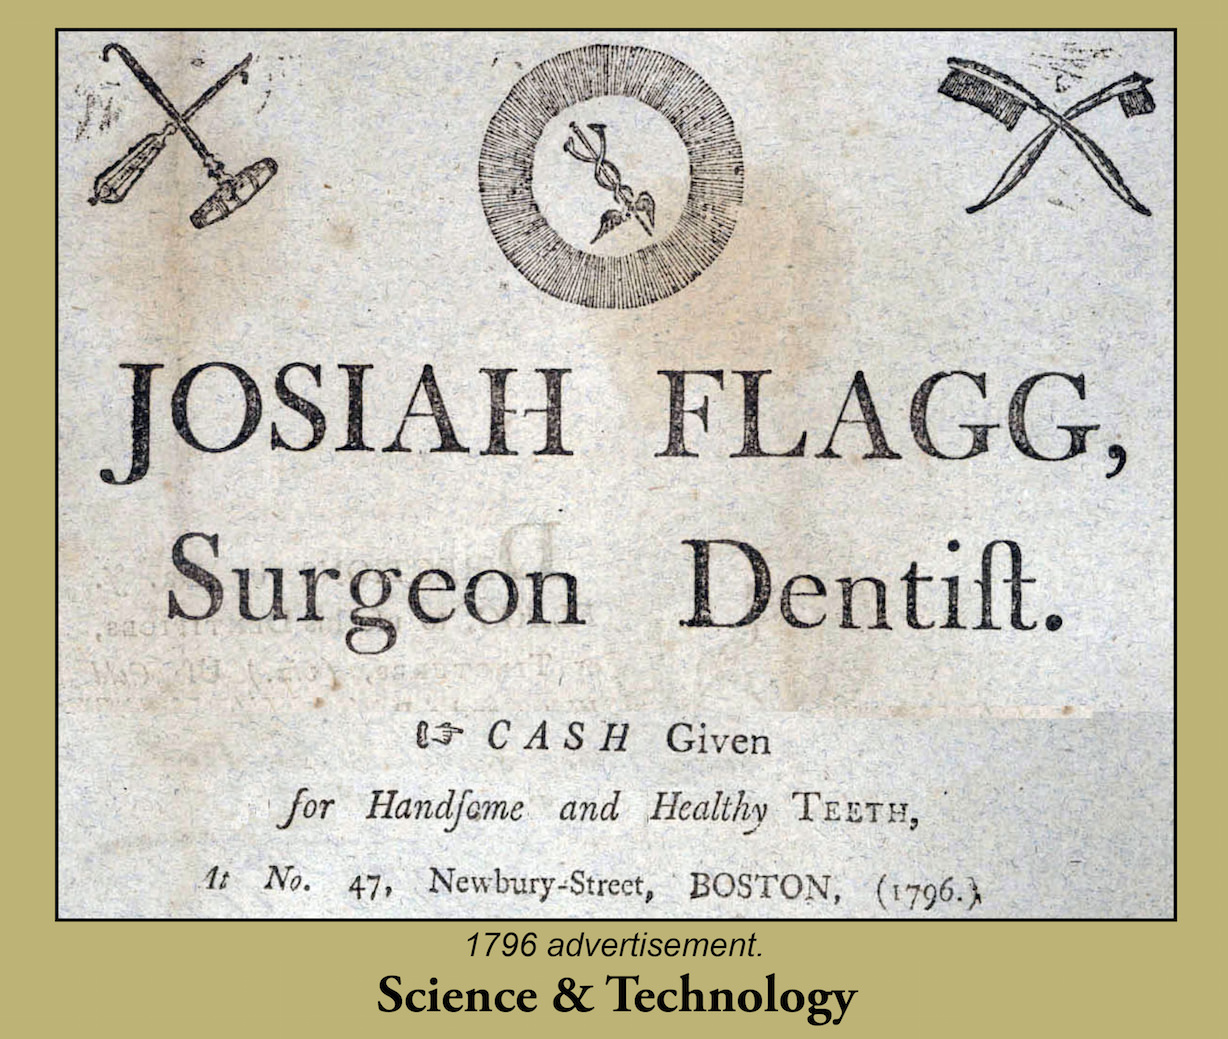 JOSIAH FLAGG,
Surgeon Dentiſt.
☞ CASH Given
for Handſome and Healthy TEETH,
At No. 47, Newbury-Street, BOSTON, (1796.)
1796 advertisement.
Science & Technology